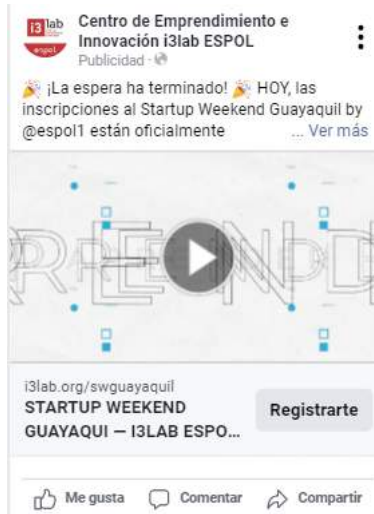 i3 lab
espol
Centro de Emprendimiento e
Innovación i3lab ESPOL
Publicidad ·
🎉 ¡La espera ha terminado! 🎉 HOY, las
inscripciones al Startup Weekend Guayaquil by
@espol1 están oficialmente ... Ver más
i3lab.org/swguayaquil
STARTUP WEEKEND
GUAYAQUI — I3LAB ESPO...
Registrarte
Me gusta Comentar Compartir